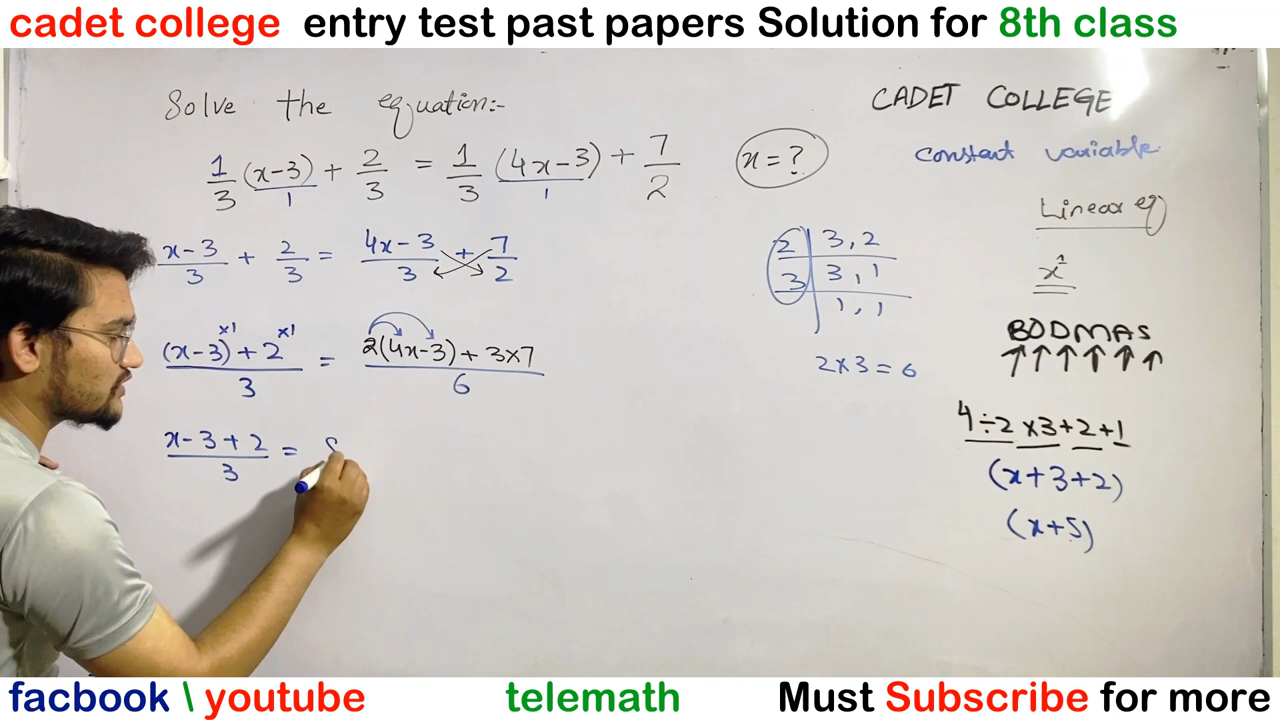 cadet college entry test past papers Solution for 8th class
Solve the equation:-
1/3 (x-3)/1 + 2/3 = 1/3 (4x-3)/1 + 7/2
x = ?
(x-3)/3 + 2/3 = (4x-3)/3 + 7/2
((x-3)^×1 + 2^×1)/3 = (2(4x-3)+3×7)/6
(x-3+2)/3 = 8
2 | 3, 2
3 | 3, 1
1, 1
2×3=6
CADET COLLEGE
constant variable
Linear eq
x¹
BODMAS
↑↑↑↑↑↑
4÷2×3+2+1
(x+3+2)
(x+5)
facbook \ youtube telemath Must Subscribe for more